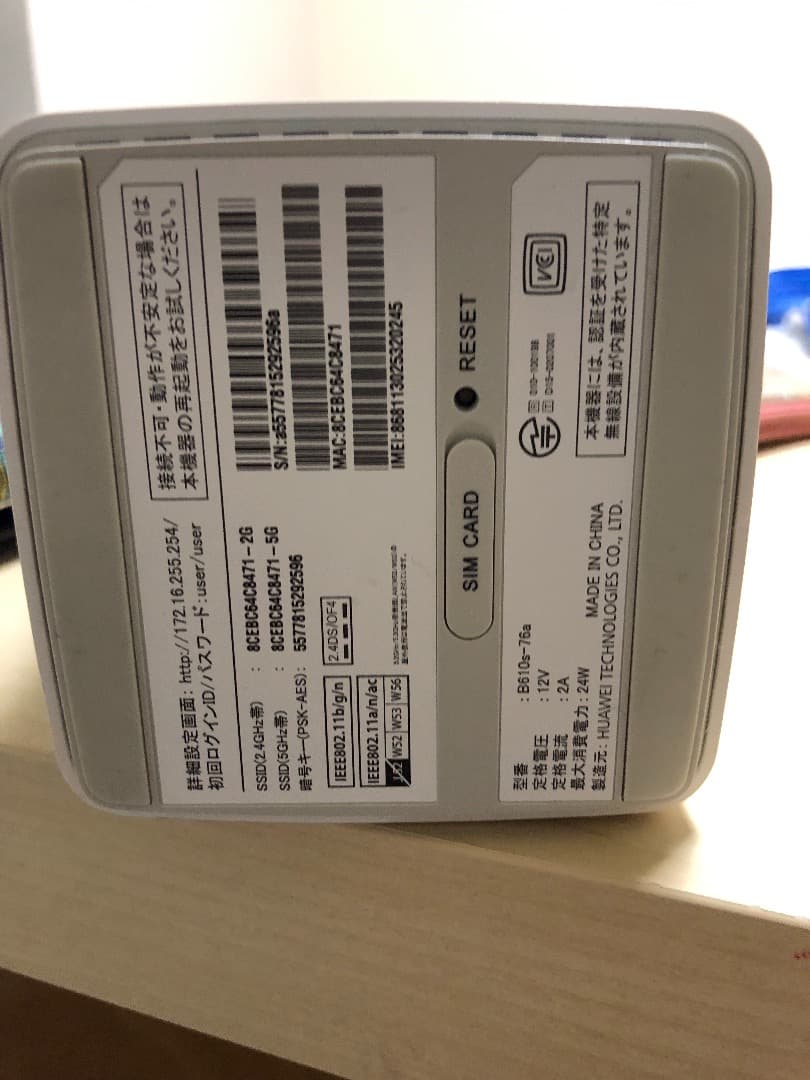 詳細設定画面: http://172.16.255.254/
初回ログインID/パスワード:user/user
接続不可・動作が不安定な場合は
本機器の再起動をお試しください。
SSID(2.4GHz帯) : 8CEBC64C8471-2G
SSID(5GHz帯) : 8CEBC64C8471-5G
暗号キー(PSK-AES): 5577815292596
IEEE802.11b/g/n
2.4DS/OF4
IEEE802.11a/n/ac
J52 W52 W53 W56
S/N:a65577815292596a
MAC:8CEBC64C8471
IMEI:868113025320245
SIM CARD
RESET
型番 : B610s-76a
定格電圧 : 12V
定格電流 : 2A
最大消費電力 : 24W
製造元 : HUAWEI TECHNOLOGIES CO., LTD.
MADE IN CHINA
VCI
本機器には、認証を受けた特定
無線設備が内蔵されています。